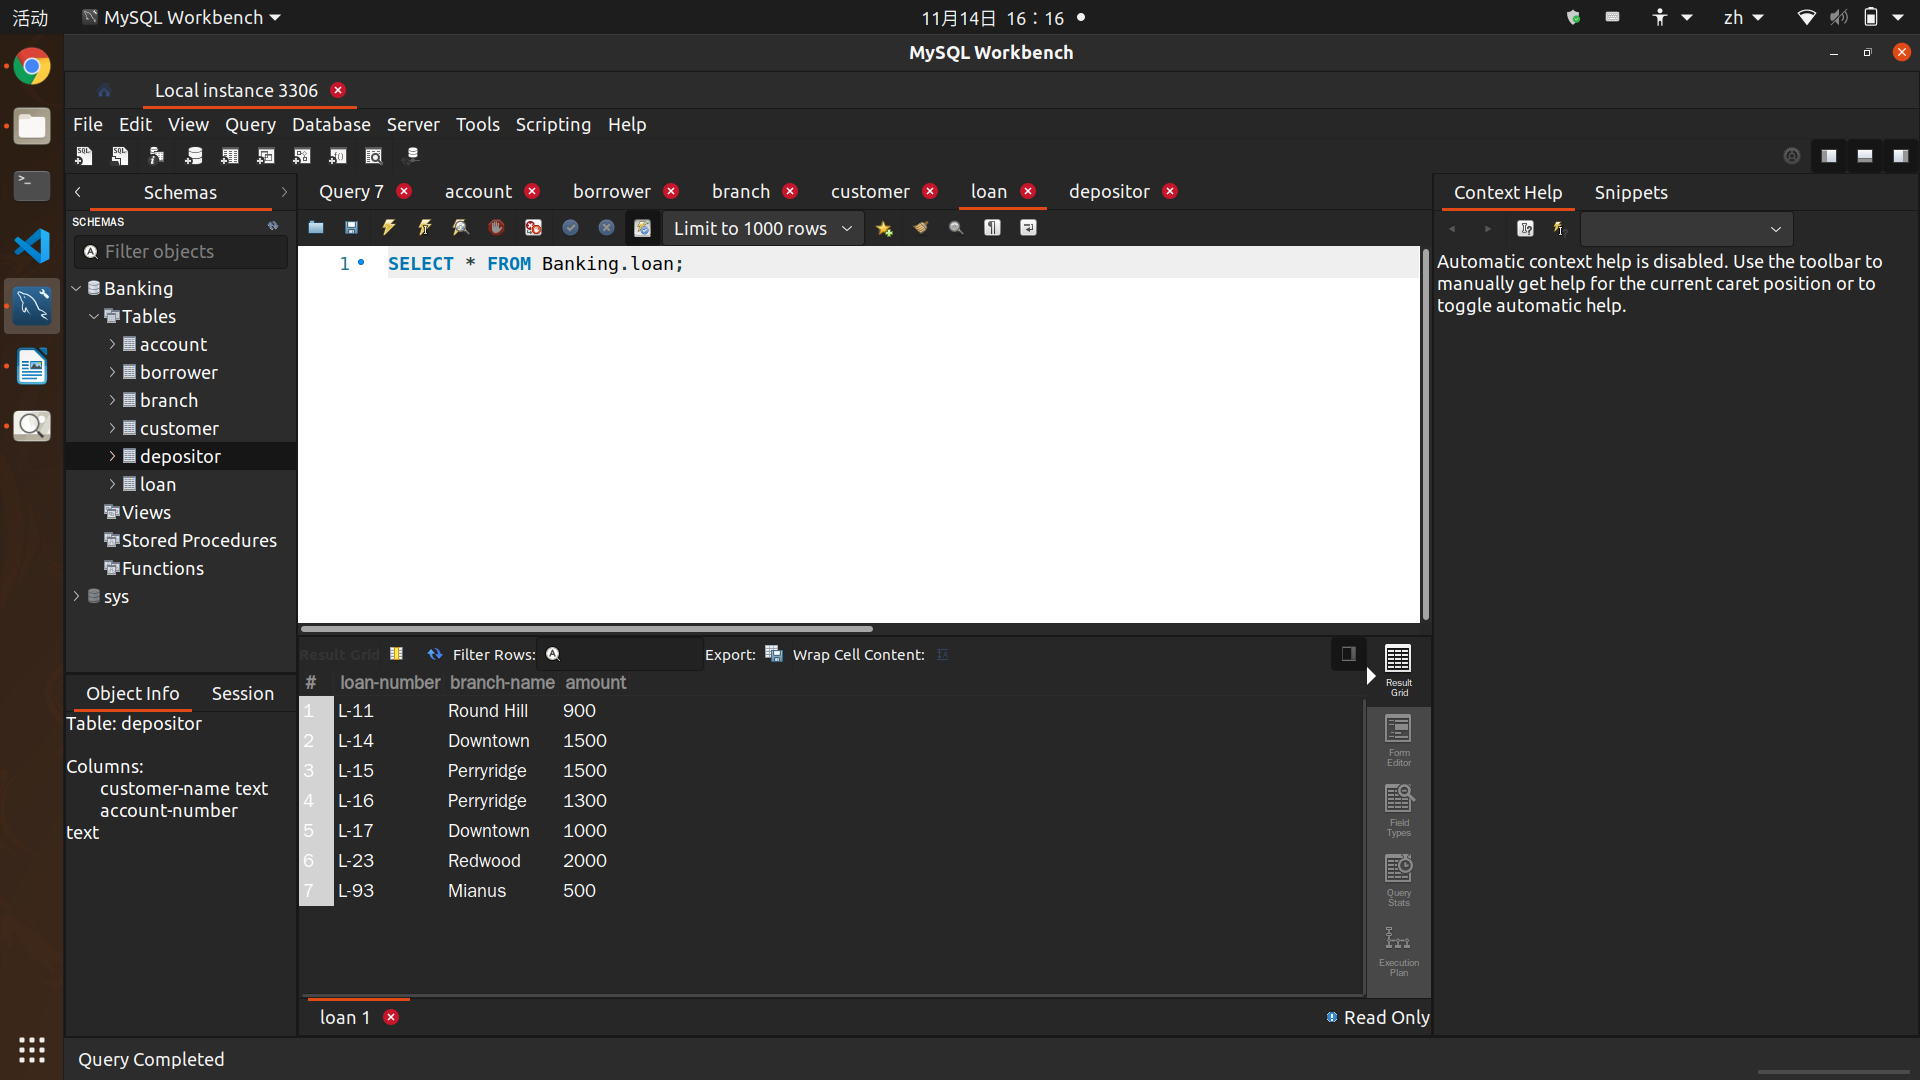 活动
MySQL Workbench
11月14日 16：16
zh
MySQL Workbench
Local instance 3306
File Edit View Query Database Server Tools Scripting Help
Schemas
Query 7 account borrower branch customer loan depositor
Context Help Snippets
SCHEMAS
Limit to 1000 rows
Filter objects
1 SELECT * FROM Banking.loan;
Automatic context help is disabled. Use the toolbar to
manually get help for the current caret position or to
toggle automatic help.
Banking
Tables
account
borrower
branch
customer
depositor
loan
Views
Stored Procedures
Functions
sys
Result Grid Filter Rows: Export: Wrap Cell Content:
# loan-number branch-name amount
1 L-11 Round Hill 900
2 L-14 Downtown 1500
3 L-15 Perryridge 1500
4 L-16 Perryridge 1300
5 L-17 Downtown 1000
6 L-23 Redwood 2000
7 L-93 Mianus 500
Result
Grid
Form
Editor
Field
Types
Query
Stats
Execution
Plan
Object Info Session
Table: depositor
Columns:
customer-name text
account-number
text
loan 1
Read Only
Query Completed